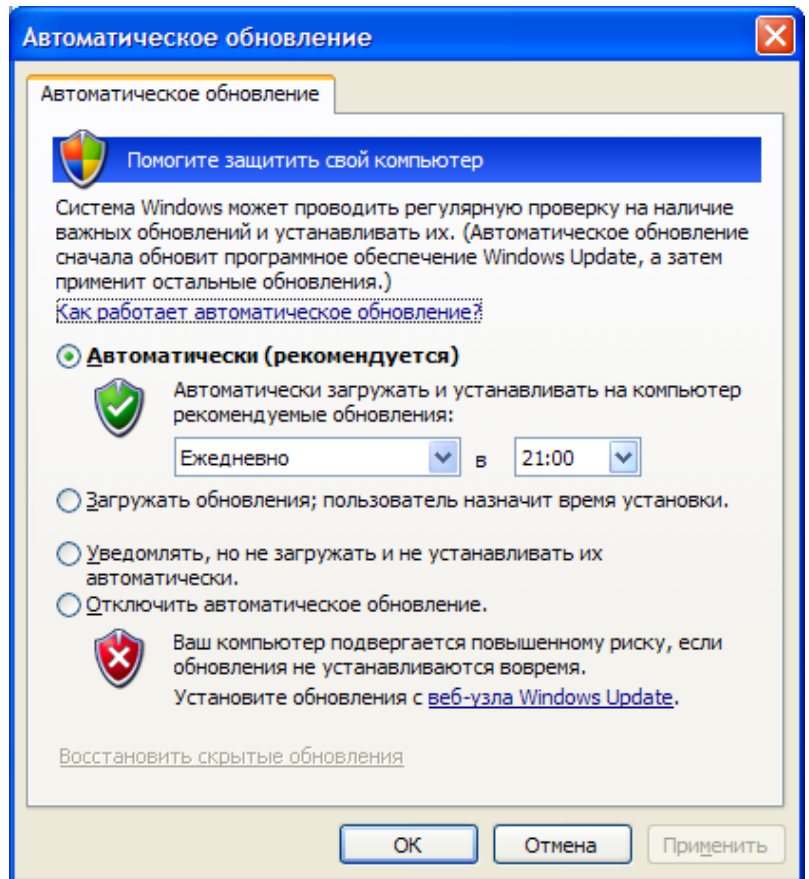 Автоматическое обновление
Автоматическое обновление
Помогите защитить свой компьютер
Система Windows может проводить регулярную проверку на наличие
важных обновлений и устанавливать их. (Автоматическое обновление
сначала обновит программное обеспечение Windows Update, а затем
применит остальные обновления.)
Как работает автоматическое обновление?
Автоматически (рекомендуется)
Автоматически загружать и устанавливать на компьютер
рекомендуемые обновления:
Ежедневно в 21:00
Загружать обновления; пользователь назначит время установки.
Уведомлять, но не загружать и не устанавливать их
автоматически.
Отключить автоматическое обновление.
Ваш компьютер подвергается повышенному риску, если
обновления не устанавливаются вовремя.
Установите обновления с веб-узла Windows Update.
Восстановить скрытые обновления
ОК Отмена Применить